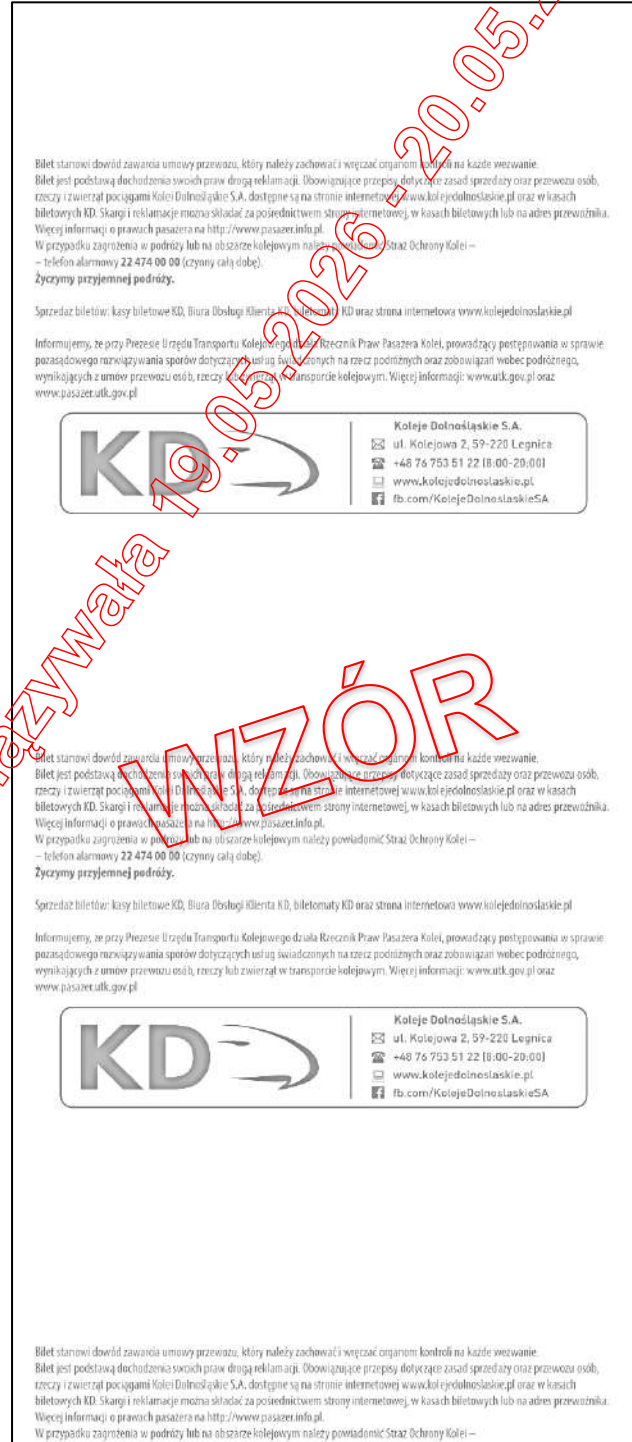 Bilet stanowi dowód zawarcia umowy przewozu, który należy zachować i wręczać organom kontroli na każde wezwanie.
Bilet jest podstawą dochodzenia swoich praw drogą reklamacji. Obowiązujące przepisy dotyczące zasad sprzedaży oraz przewozu osób,
rzeczy i zwierząt pociągami Kolei Dolnośląskie S.A. dostępne są na stronie internetowej www.kolejedolnoslaskie.pl oraz w kasach
biletowych KD. Skargi i reklamacje można składać za pośrednictwem strony internetowej, w kasach biletowych lub na adres przewoźnika.
Więcej informacji o prawach pasażera na http://www.pasazer.info.pl.
W przypadku zagrożenia w podróży lub na obszarze kolejowym należy powiadomić Straż Ochrony Kolei –
– telefon alarmowy 22 474 00 00 (czynny całą dobę).
Życzymy przyjemnej podróży.
Sprzedaż biletów: kasy biletowe KD, Biura Obsługi Klienta KD, biletomaty KD oraz strona internetowa www.kolejedolnoslaskie.pl
Informujemy, że przy Prezesie Urzędu Transportu Kolejowego działa Rzecznik Praw Pasażera Kolei, prowadzący postępowania w sprawie
pozasądowego rozwiązywania sporów dotyczących usług świadczonych na rzecz podróżnych oraz zobowiązań wobec podróżnego,
wynikających z umów przewozu osób, rzeczy lub zwierząt w transporcie kolejowym. Więcej informacji: www.utk.gov.pl oraz
www.pasazer.utk.gov.pl
KD
Koleje Dolnośląskie S.A.
ul. Kolejowa 2, 59-220 Legnica
+48 76 753 51 22 (8:00-20:00)
www.kolejedolnoslaskie.pl
fb.com/KolejeDolnoslaskieSA
19.05.2026 - 20.05.
WZÓR
Bilet stanowi dowód zawarcia umowy przewozu, który należy zachować i wręczać organom kontroli na każde wezwanie.
Bilet jest podstawą dochodzenia swoich praw drogą reklamacji. Obowiązujące przepisy dotyczące zasad sprzedaży oraz przewozu osób,
rzeczy i zwierząt pociągami Kolei Dolnośląskie S.A. dostępne są na stronie internetowej www.kolejedolnoslaskie.pl oraz w kasach
biletowych KD. Skargi i reklamacje można składać za pośrednictwem strony internetowej, w kasach biletowych lub na adres przewoźnika.
Więcej informacji o prawach pasażera na http://www.pasazer.info.pl.
W przypadku zagrożenia w podróży lub na obszarze kolejowym należy powiadomić Straż Ochrony Kolei –
– telefon alarmowy 22 474 00 00 (czynny całą dobę).
Życzymy przyjemnej podróży.
Sprzedaż biletów: kasy biletowe KD, Biura Obsługi Klienta KD, biletomaty KD oraz strona internetowa www.kolejedolnoslaskie.pl
Informujemy, że przy Prezesie Urzędu Transportu Kolejowego działa Rzecznik Praw Pasażera Kolei, prowadzący postępowania w sprawie
pozasądowego rozwiązywania sporów dotyczących usług świadczonych na rzecz podróżnych oraz zobowiązań wobec podróżnego,
wynikających z umów przewozu osób, rzeczy lub zwierząt w transporcie kolejowym. Więcej informacji: www.utk.gov.pl oraz
www.pasazer.utk.gov.pl
KD
Koleje Dolnośląskie S.A.
ul. Kolejowa 2, 59-220 Legnica
+48 76 753 51 22 (8:00-20:00)
www.kolejedolnoslaskie.pl
fb.com/KolejeDolnoslaskieSA
Bilet stanowi dowód zawarcia umowy przewozu, który należy zachować i wręczać organom kontroli na każde wezwanie.
Bilet jest podstawą dochodzenia swoich praw drogą reklamacji. Obowiązujące przepisy dotyczące zasad sprzedaży oraz przewozu osób,
rzeczy i zwierząt pociągami Kolei Dolnośląskie S.A. dostępne są na stronie internetowej www.kolejedolnoslaskie.pl oraz w kasach
biletowych KD. Skargi i reklamacje można składać za pośrednictwem strony internetowej, w kasach biletowych lub na adres przewoźnika.
Więcej informacji o prawach pasażera na http://www.pasazer.info.pl.
W przypadku zagrożenia w podróży lub na obszarze kolejowym należy powiadomić Straż Ochrony Kolei –